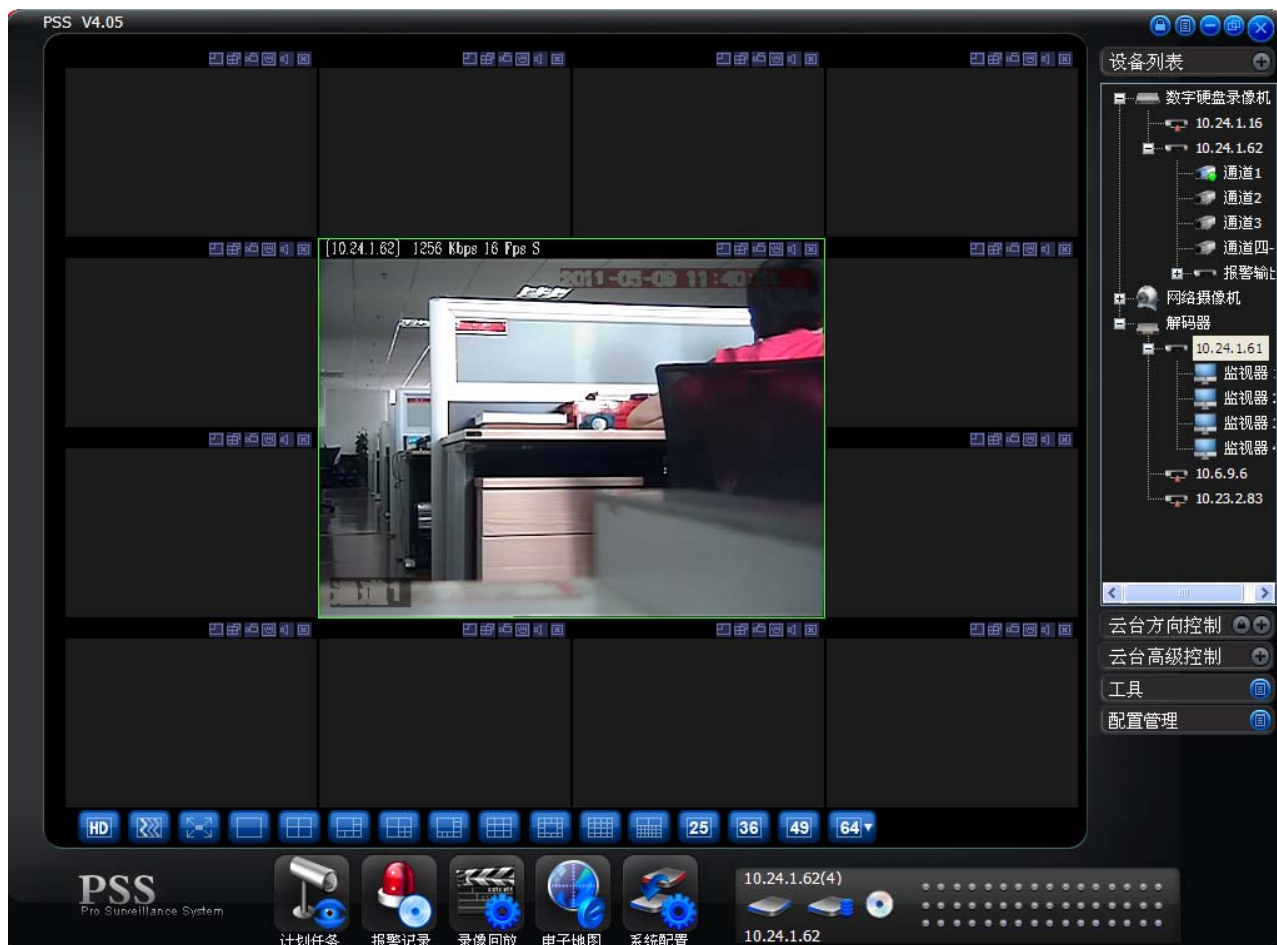 PSS V4.05
设备列表
数字硬盘录像机
10.24.1.16
10.24.1.62
通道1
通道2
通道3
通道四-
报警输出
网络摄像机
解码器
10.24.1.61
监视器
监视器
监视器
监视器
10.6.9.6
10.23.2.83
[10.24.1.62] 1256 Kbps 16 Fps S
11:40
通道1
云台方向控制
云台高级控制
工具
配置管理
HD
25
36
49
64
PSS
Pro Surveillance System
计划任务
报警记录
录像回放
电子地图
系统配置
10.24.1.62(4)
10.24.1.62